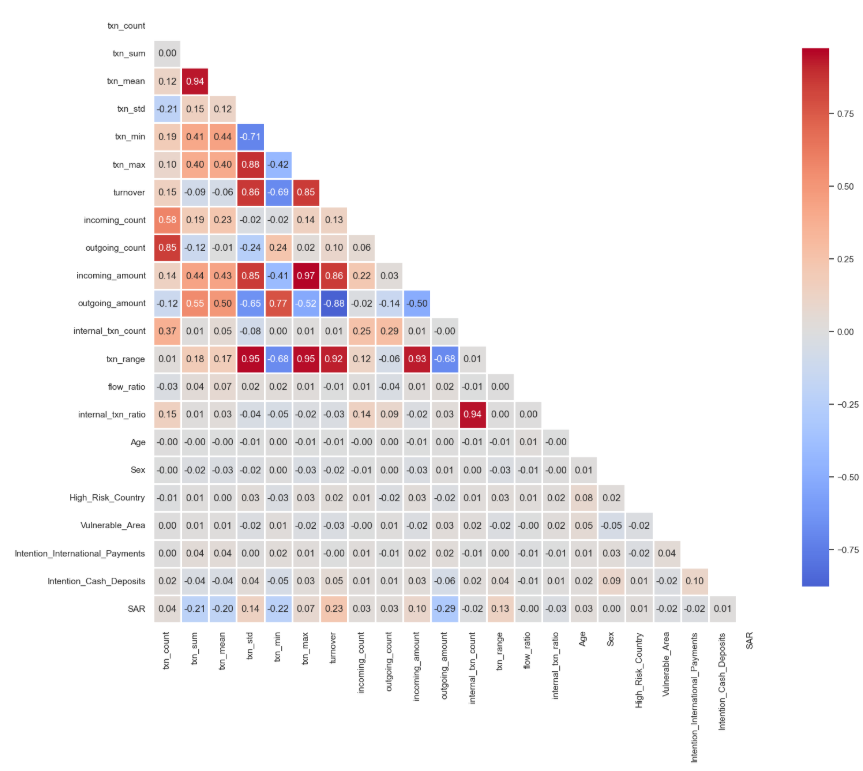 txn_count
txn_sum 0.00
txn_mean 0.12 0.94
txn_std -0.21 0.15 0.12
txn_min 0.19 0.41 0.44 -0.71
txn_max 0.10 0.40 0.40 0.88 -0.42
turnover 0.15 -0.09 -0.06 0.86 -0.69 0.85
incoming_count 0.58 0.19 0.23 -0.02 -0.02 0.14 0.13
outgoing_count 0.85 -0.12 -0.01 -0.24 0.24 0.02 0.10 0.06
incoming_amount 0.14 0.44 0.43 0.85 -0.41 0.97 0.86 0.22 0.03
outgoing_amount -0.12 0.55 0.50 -0.65 0.77 -0.52 -0.88 -0.02 -0.14 -0.50
internal_txn_count 0.37 0.01 0.05 -0.08 0.00 0.01 0.01 0.25 0.29 0.01 -0.00
txn_range 0.01 0.18 0.17 0.95 -0.68 0.95 0.92 0.12 -0.06 0.93 -0.68 0.01
flow_ratio -0.03 0.04 0.07 0.02 0.02 0.01 -0.01 0.01 -0.04 0.01 0.02 -0.01 0.00
internal_txn_ratio 0.15 0.01 0.03 -0.04 -0.05 -0.02 -0.03 0.14 0.09 -0.02 0.03 0.94 0.00 0.00
Age -0.00 0.00 -0.00 -0.01 0.00 -0.01 -0.00 0.01 -0.00 -0.01 0.00 -0.01 -0.00 0.01 -0.00
Sex -0.00 -0.02 -0.03 -0.02 0.00 -0.03 -0.02 -0.01 0.00 -0.03 0.01 0.00 -0.03 -0.01 -0.00 0.01
High_Risk_Country -0.01 0.01 0.00 0.03 -0.03 0.03 0.02 0.01 -0.02 0.03 -0.02 0.01 0.03 0.01 0.02 0.08 0.02
Vulnerable_Area 0.00 0.01 0.01 -0.02 0.01 -0.02 -0.03 -0.00 0.01 -0.02 0.03 0.02 -0.02 -0.00 0.02 0.05 -0.05 -0.02
Intention_International_Payments 0.00 0.04 0.04 0.00 0.02 0.01 -0.00 0.01 -0.01 0.02 0.02 -0.01 0.00 -0.01 -0.01 0.01 0.03 -0.02 0.04
Intention_Cash_Deposits 0.02 -0.04 -0.04 0.04 -0.05 0.03 0.05 0.01 0.01 0.03 -0.06 0.02 0.04 -0.01 0.01 0.01 0.09 0.01 -0.02 0.10
SAR 0.04 -0.21 -0.20 0.14 -0.22 0.07 0.23 0.03 0.03 0.10 -0.29 -0.02 0.13 -0.00 -0.03 0.03 0.00 0.01 -0.02 -0.02 0.01
txn_count
txn_sum
txn_mean
txn_std
txn_min
txn_max
turnover
incoming_count
outgoing_count
incoming_amount
outgoing_amount
internal_txn_count
txn_range
flow_ratio
internal_txn_ratio
Age
Sex
High_Risk_Country
Vulnerable_Area
Intention_International_Payments
Intention_Cash_Deposits
SAR
0.75
0.50
0.25
0.00
-0.25
-0.50
-0.75